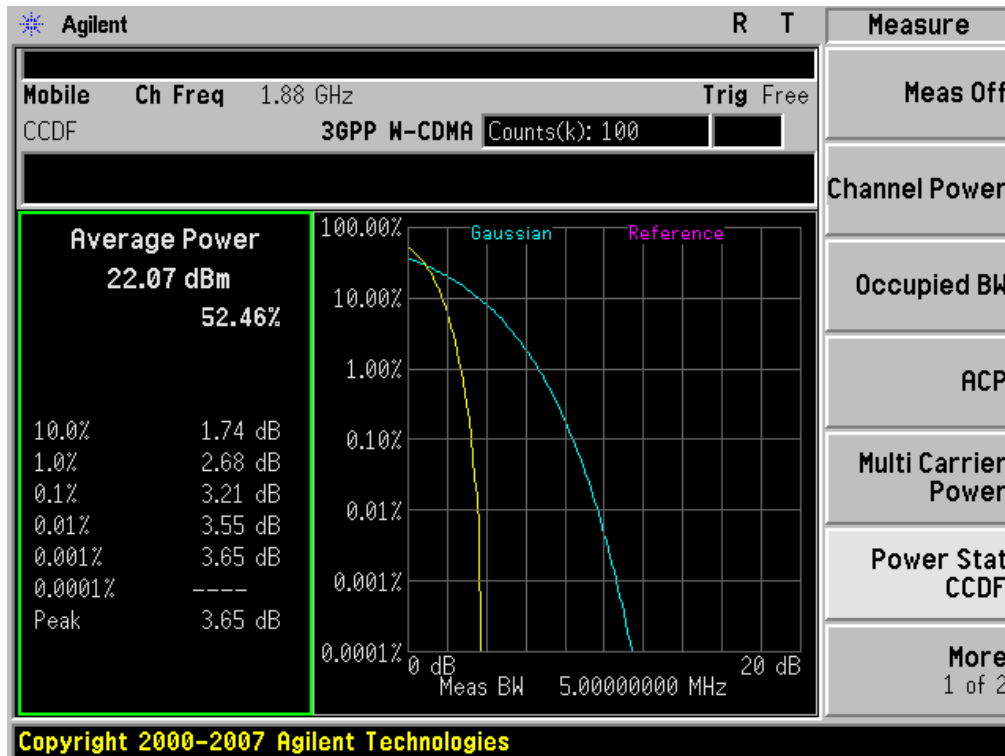 Agilent R T Measure
Mobile Ch Freq 1.88 GHz Trig Free
CCDF 3GPP W-CDMA Counts(k): 100
Average Power
22.07 dBm
52.46%
10.0% 1.74 dB
1.0% 2.68 dB
0.1% 3.21 dB
0.01% 3.55 dB
0.001% 3.65 dB
0.0001% ----
Peak 3.65 dB
Gaussian Reference
100.00%
10.00%
1.00%
0.10%
0.01%
0.001%
0.0001%
0 dB 20 dB
Meas BW 5.00000000 MHz
Meas Off
Channel Power
Occupied BW
ACP
Multi Carrier
Power
Power Stat
CCDF
More
1 of 2
Copyright 2000-2007 Agilent Technologies